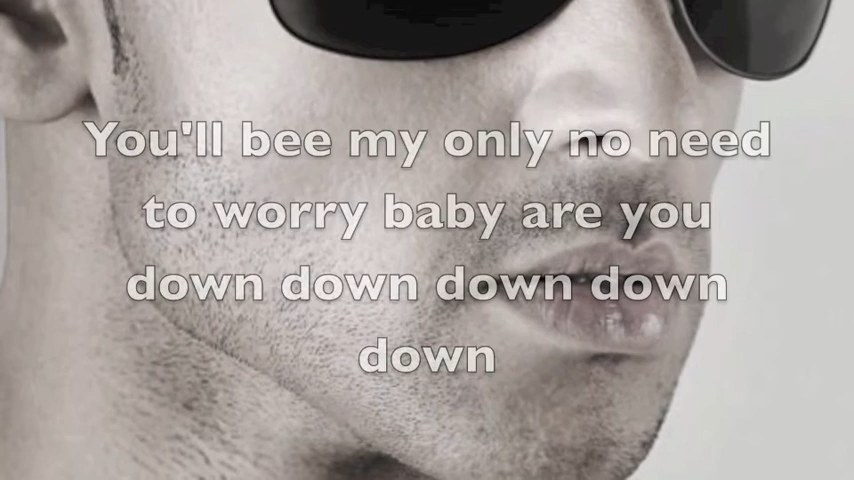 You'll bee my only no need
to worry baby are you
down down down down
down